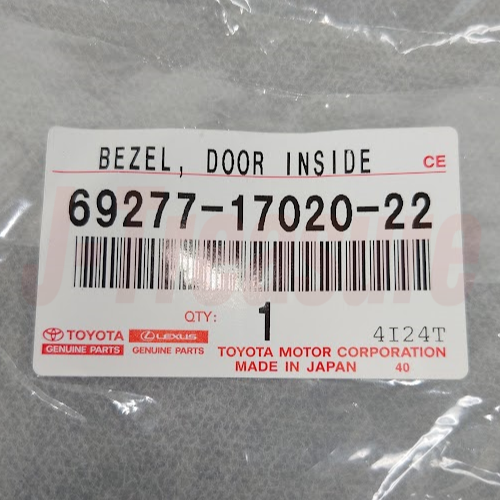 BEZEL, DOOR INSIDE CE
69277-17020-22
J-Treasure
QTY: 1
4I24T
TOYOTA LEXUS
GENUINE PARTS GENUINE PARTS
TOYOTA MOTOR CORPORATION
MADE IN JAPAN 40